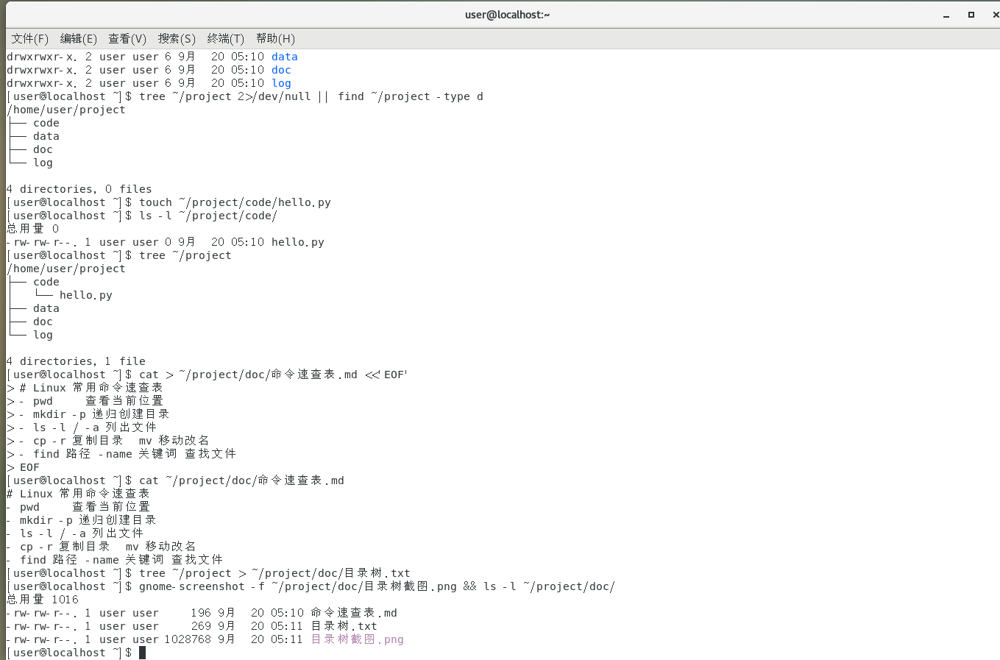 user@localhost:~
文件(F) 编辑(E) 查看(V) 搜索(S) 终端(T) 帮助(H)
drwxrwxr-x. 2 user user 6 9月  20 05:10 data
drwxrwxr-x. 2 user user 6 9月  20 05:10 doc
drwxrwxr-x. 2 user user 6 9月  20 05:10 log
[user@localhost ~]$ tree ~/project 2>/dev/null || find ~/project -type d
/home/user/project
├── code
├── data
├── doc
└── log
4 directories, 0 files
[user@localhost ~]$ touch ~/project/code/hello.py
[user@localhost ~]$ ls -l ~/project/code/
总用量 0
-rw-rw-r--. 1 user user 0 9月  20 05:10 hello.py
[user@localhost ~]$ tree ~/project
/home/user/project
├── code
│   └── hello.py
├── data
├── doc
└── log
4 directories, 1 file
[user@localhost ~]$ cat > ~/project/doc/命令速查表.md <<'EOF'
> # Linux 常用命令速查表
> - pwd     查看当前位置
> - mkdir -p 递归创建目录
> - ls -l / -a 列出文件
> - cp -r 复制目录  mv 移动改名
> - find 路径 -name 关键词 查找文件
> EOF
[user@localhost ~]$ cat ~/project/doc/命令速查表.md
# Linux 常用命令速查表
- pwd     查看当前位置
- mkdir -p 递归创建目录
- ls -l / -a 列出文件
- cp -r 复制目录  mv 移动改名
- find 路径 -name 关键词 查找文件
[user@localhost ~]$ tree ~/project > ~/project/doc/目录树.txt
[user@localhost ~]$ gnome-screenshot -f ~/project/doc/目录树截图.png && ls -l ~/project/doc/
总用量 1016
-rw-rw-r--. 1 user user     196 9月  20 05:10 命令速查表.md
-rw-rw-r--. 1 user user     269 9月  20 05:11 目录树.txt
-rw-rw-r--. 1 user user 1028768 9月  20 05:11 目录树截图.png
[user@localhost ~]$